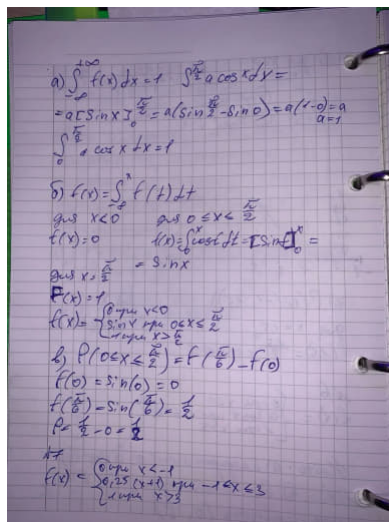 а) ∫_{-∞}^{+∞} f(x) dx = 1   ∫^{π/2} a cos x dx =
= a [sin x]_0^{π/2} = a(sin π/2 - sin 0) = a(1-0) = a
a = 1
∫_0^{π/2} cos x dx = 1
б) f(x) = ∫_{-∞}^{x} f(t) dt
для x < 0   для 0 ≤ x ≤ π/2
f(x) = 0   f(x) = ∫_0^x cos t dt = [sin t]_0^x =
= sin x
для x > π/2
F(x) = 1
f(x) = { 0 при x < 0
sin x при 0 ≤ x ≤ π/2
1 при x > π/2
в) P(0 ≤ x ≤ π/2) = f(π/6) - f(0)
f(0) = sin(0) = 0
f(π/6) = sin(π/6) = 1/2
P = 1/2 - 0 = 1/2
№7
f(x) = { 0 при x < -1
0,25 (x+1) при -1 ≤ x ≤ 3
1 при x > 3